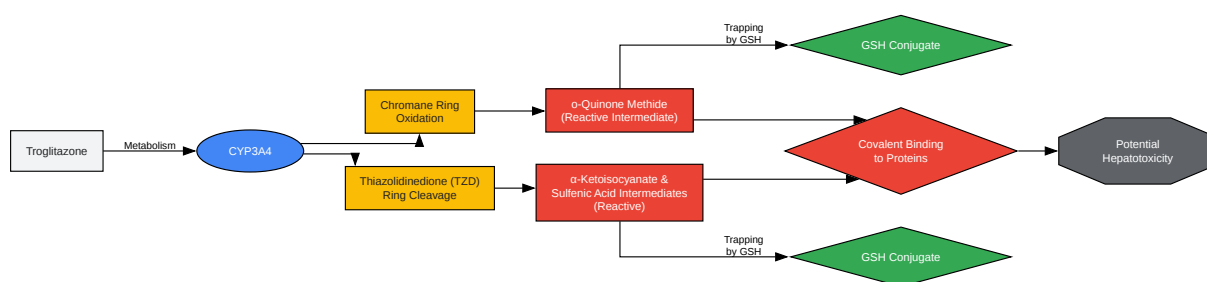 Trapping
by GSH
GSH Conjugate
Chromane Ring
Oxidation
o-Quinone Methide
(Reactive Intermediate)
Troglitazone
Metabolism
CYP3A4
Covalent Binding
to Proteins
Potential
Hepatotoxicity
Thiazolidinedione (TZD)
Ring Cleavage
α-Ketoisocyanate &
Sulfenic Acid Intermediates
(Reactive)
Trapping
by GSH
GSH Conjugate